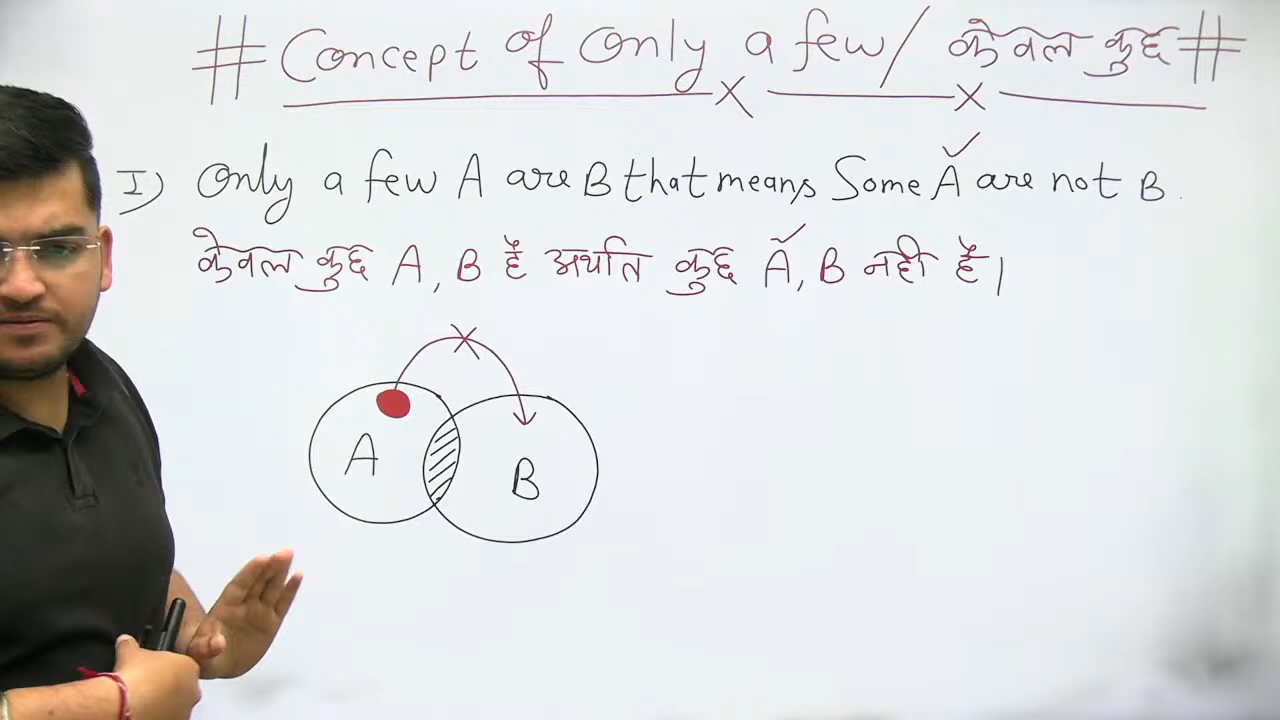 # Concept of Only a few / केवल कुछ #
I) Only a few A are B that means Some A are not B.
केवल कुछ A, B है अर्थात कुछ A, B नही है।
A
B